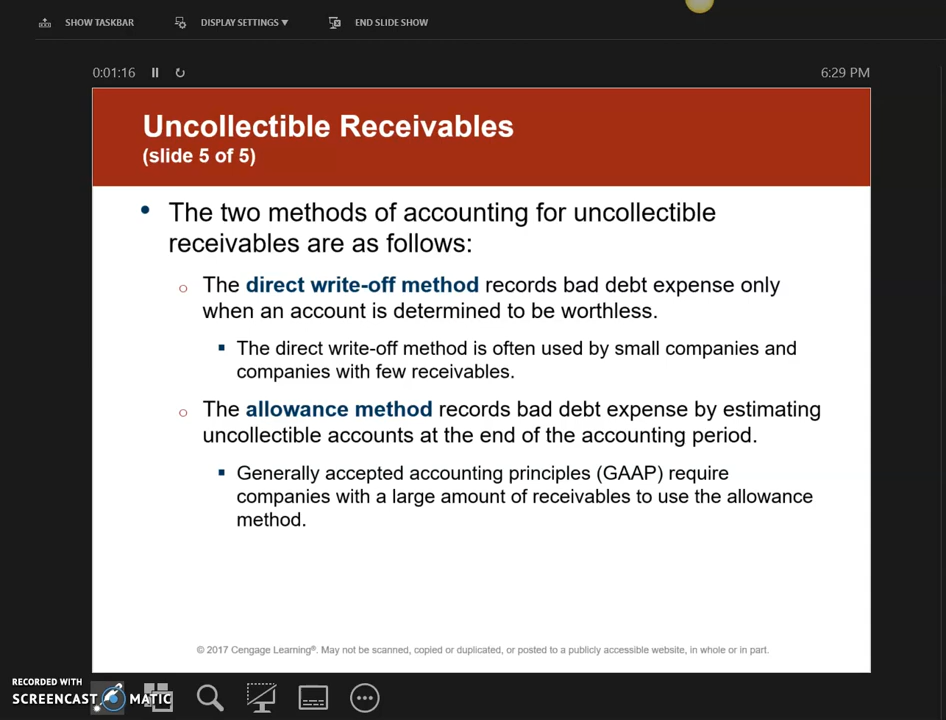 SHOW TASKBAR DISPLAY SETTINGS ▾ END SLIDE SHOW
0:01:16 6:29 PM
Uncollectible Receivables
(slide 5 of 5)
• The two methods of accounting for uncollectible
receivables are as follows:
o The direct write-off method records bad debt expense only
when an account is determined to be worthless.
▪ The direct write-off method is often used by small companies and
companies with few receivables.
o The allowance method records bad debt expense by estimating
uncollectible accounts at the end of the accounting period.
▪ Generally accepted accounting principles (GAAP) require
companies with a large amount of receivables to use the allowance
method.
© 2017 Cengage Learning®. May not be scanned, copied or duplicated, or posted to a publicly accessible website, in whole or in part.
RECORDED WITH
SCREENCAST MATIC